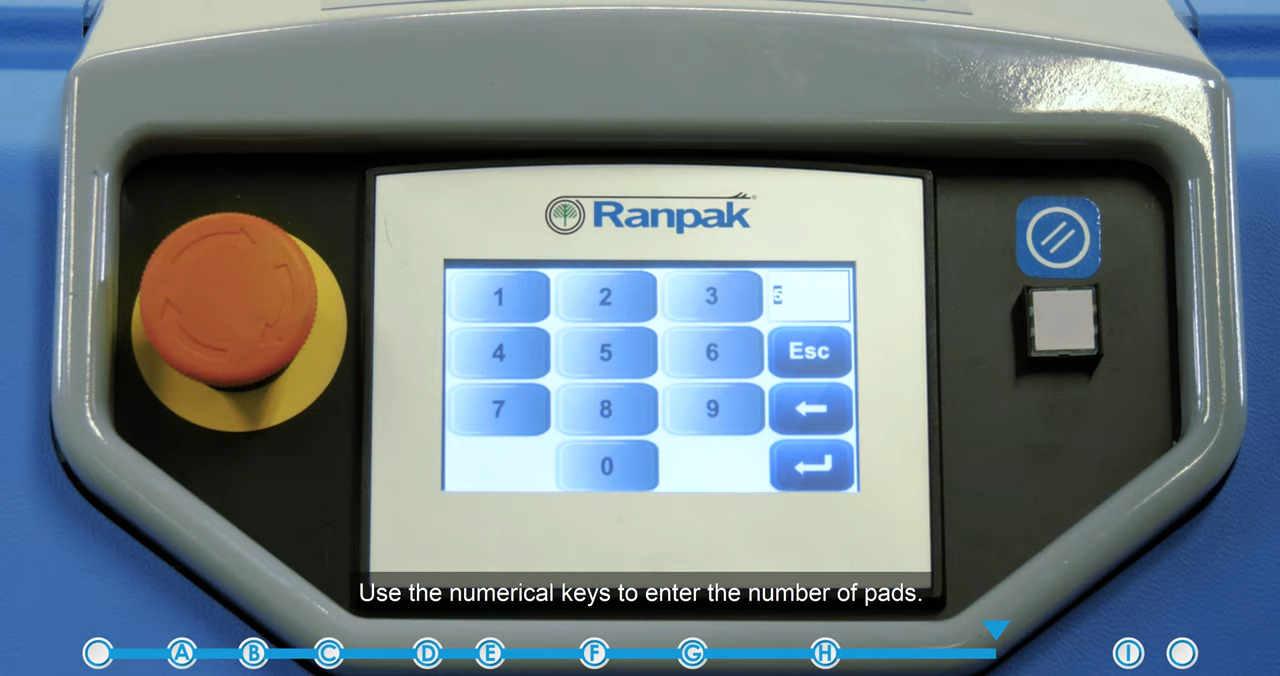 Ranpak
1 2 3
4 5 6 Esc
7 8 9
0
Use the numerical keys to enter the number of pads.
A B C D E F G H I